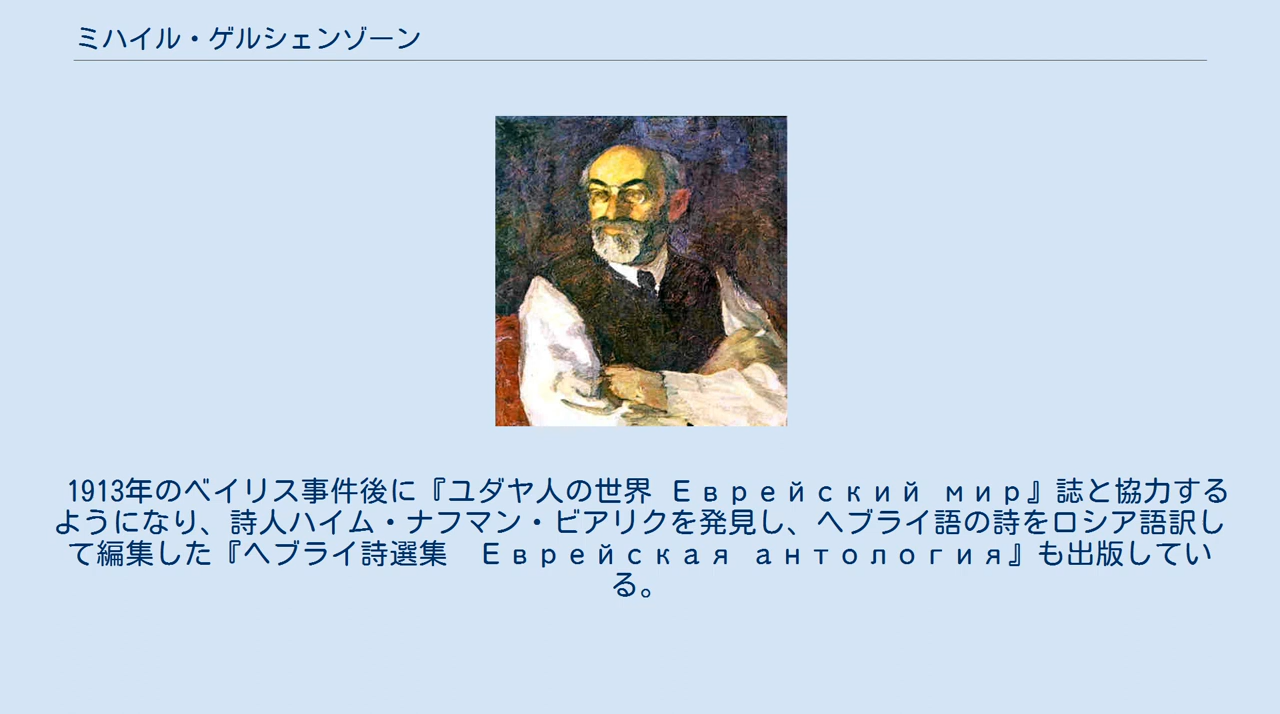 ミハイル・ゲルシェンゾーン
1913年のベイリス事件後に『ユダヤ人の世界 Еврейский мир』誌と協力する
ようになり、詩人ハイム・ナフマン・ビアリクを発見し、ヘブライ語の詩をロシア語訳し
て編集した『ヘブライ詩選集　Еврейская антология』も出版してい
る。